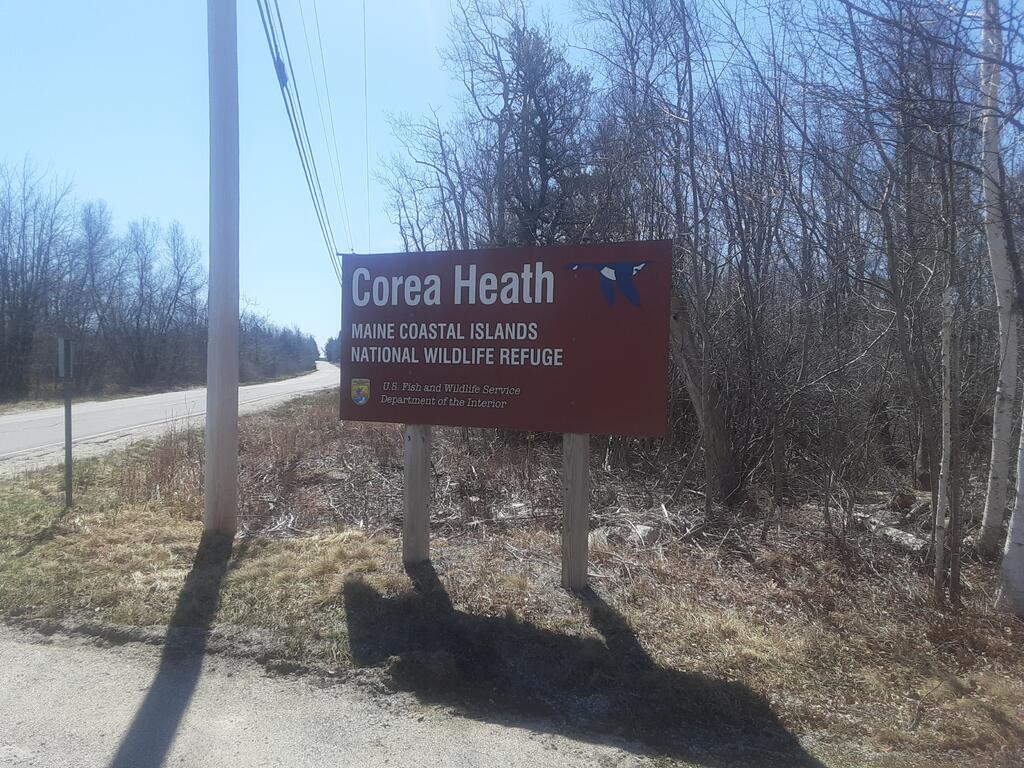 Corea Heath
MAINE COASTAL ISLANDS
NATIONAL WILDLIFE REFUGE
U.S. Fish and Wildlife Service
Department of the Interior